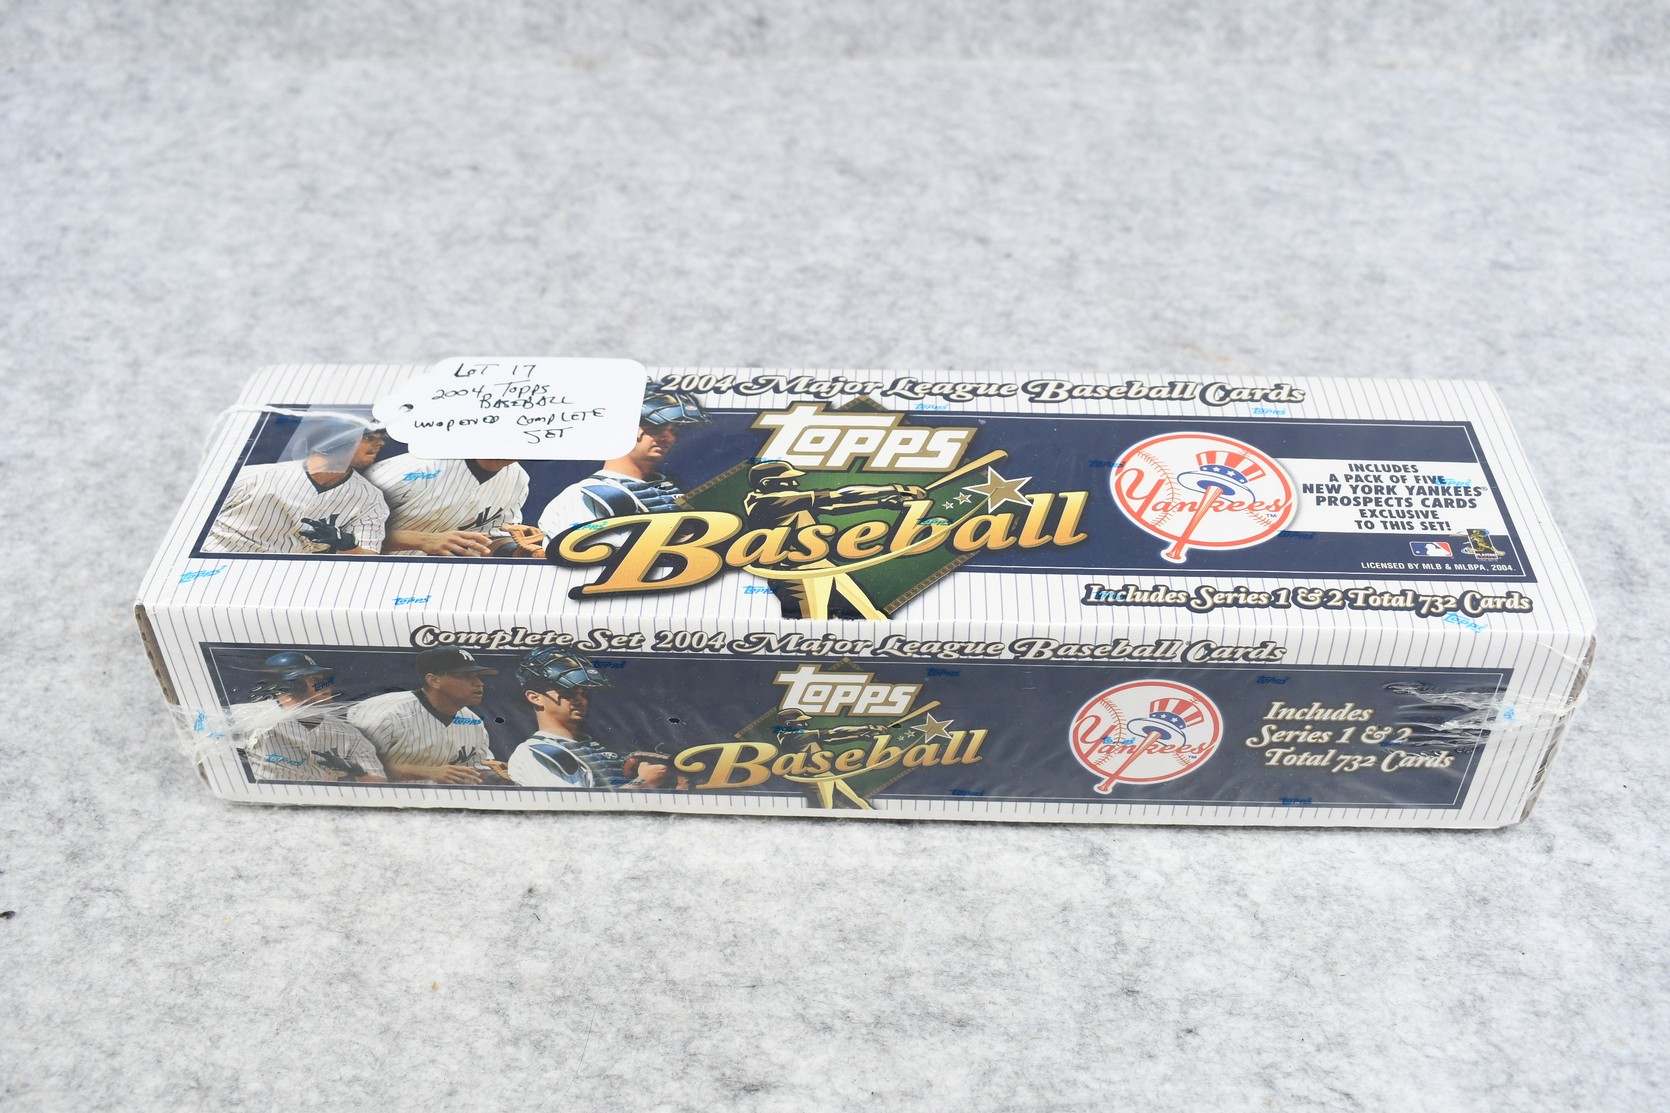 LOT 17
2004 TOPPS
BASEBALL
UNOPENED COMPLETE
SET
2004 Major League Baseball Cards
Topps
Baseball
Yankees™
INCLUDES
A PACK OF FIVE
NEW YORK YANKEES®
PROSPECTS CARDS
EXCLUSIVE
TO THIS SET!
LICENSED BY MLB & MLBPA, 2004.
Includes Series 1 & 2 Total 732 Cards
Complete Set 2004 Major League Baseball Cards
Topps
Baseball
Yankees™
Includes
Series 1 & 2
Total 732 Cards